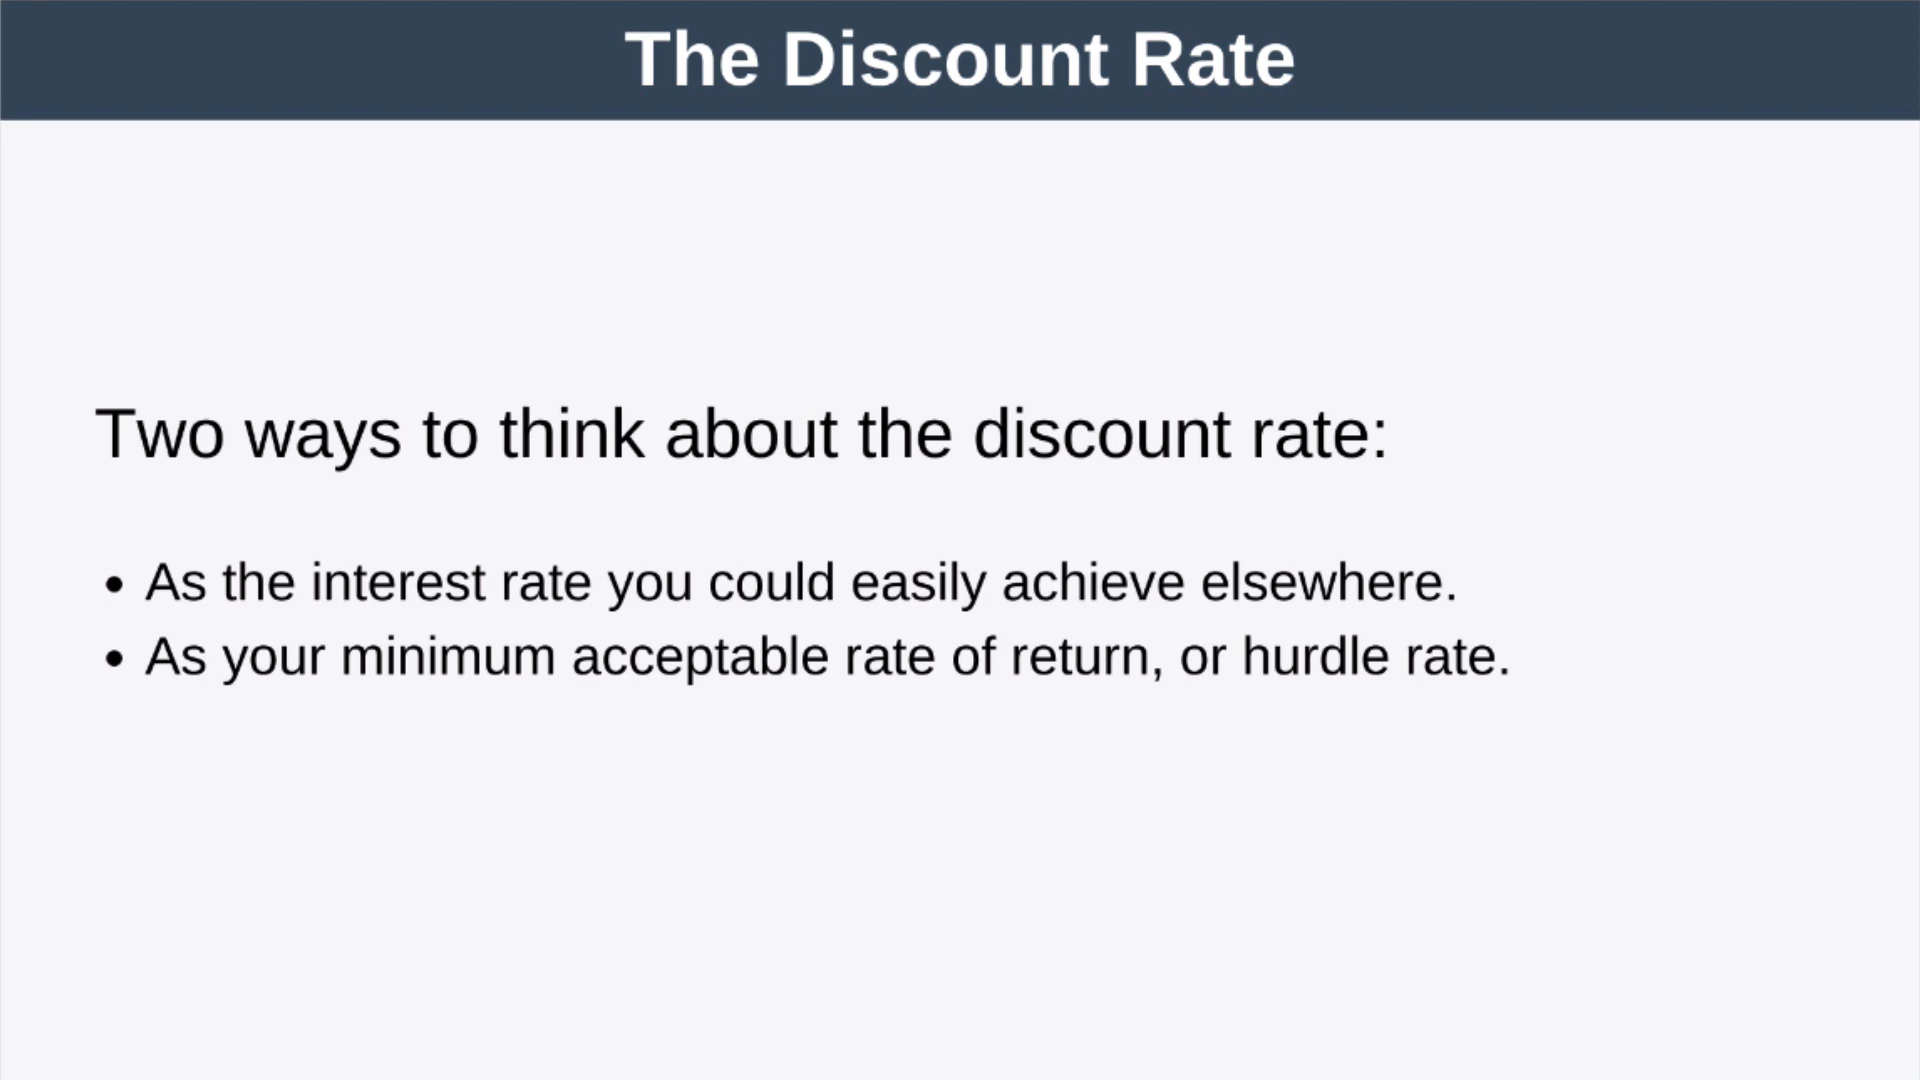 The Discount Rate
Two ways to think about the discount rate:
• As the interest rate you could easily achieve elsewhere.
• As your minimum acceptable rate of return, or hurdle rate.